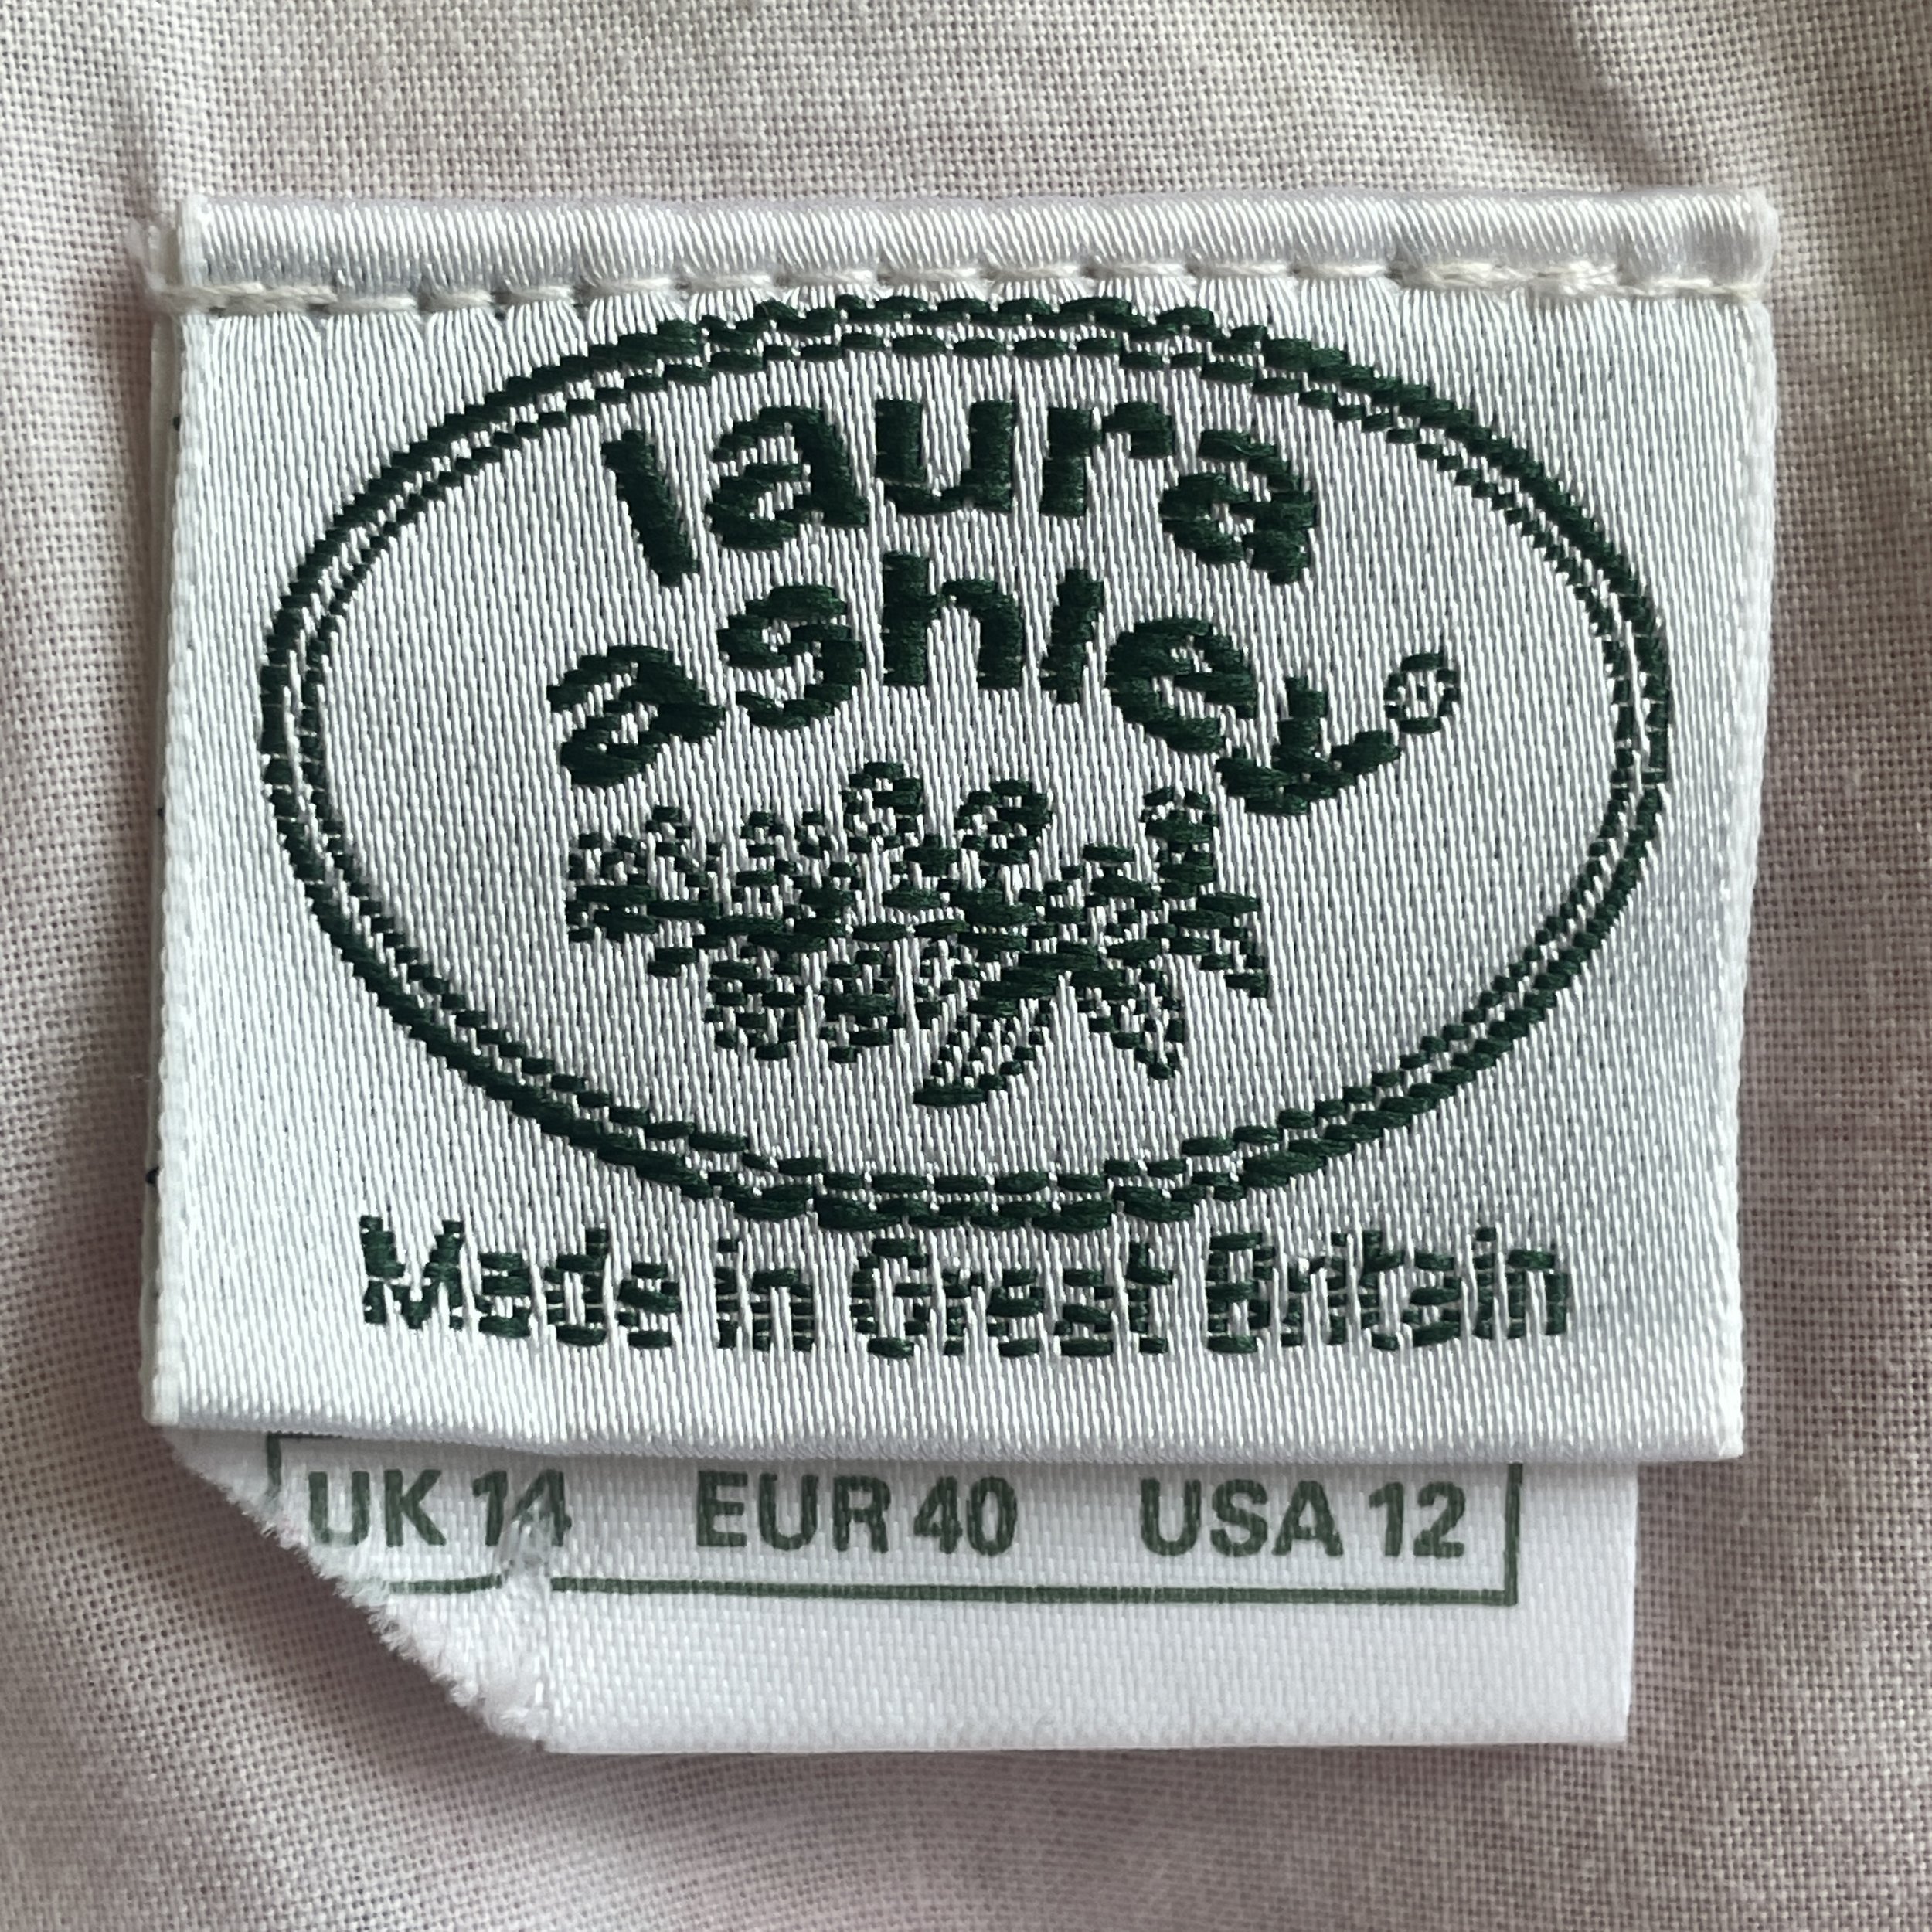 laura
ashley®
Made in Great Britain
UK 14 EUR 40 USA 12